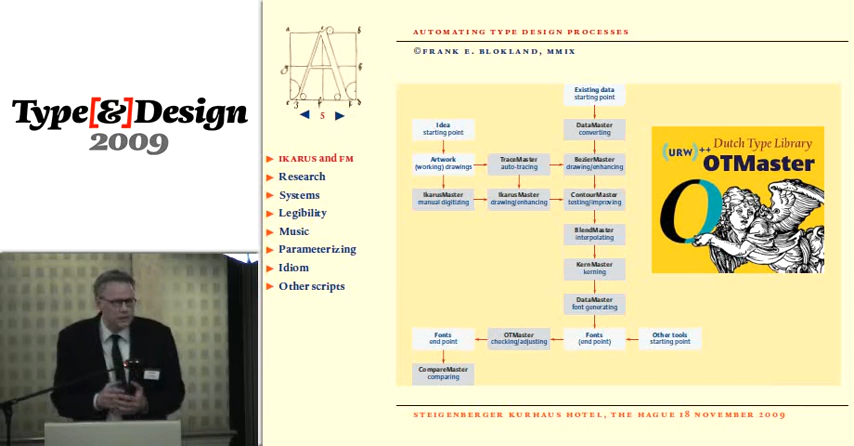 Type[&]Design
2009
5
IKARUS and FM
Research
Systems
Legibility
Music
Parameterizing
Idiom
Other scripts
AUTOMATING TYPE DESIGN PROCESSES
©FRANK E. BLOKLAND, MMIX
Existing data
starting point
Idea
starting point
DataMaster
converting
Artwork
(working) drawings
TraceMaster
auto-tracing
BezierMaster
drawing/enhancing
IkarusMaster
manual digitizing
IkarusMaster
drawing/enhancing
ContourMaster
testing/improving
BlendMaster
interpolating
KernMaster
kerning
DataMaster
font generating
Fonts
end point
OTMaster
checking/adjusting
Fonts
(end point)
Other tools
starting point
CompareMaster
comparing
(URW)++ Dutch Type Library
OTMaster
STEIGENBERGER KURHAUS HOTEL, THE HAGUE 18 NOVEMBER 2009